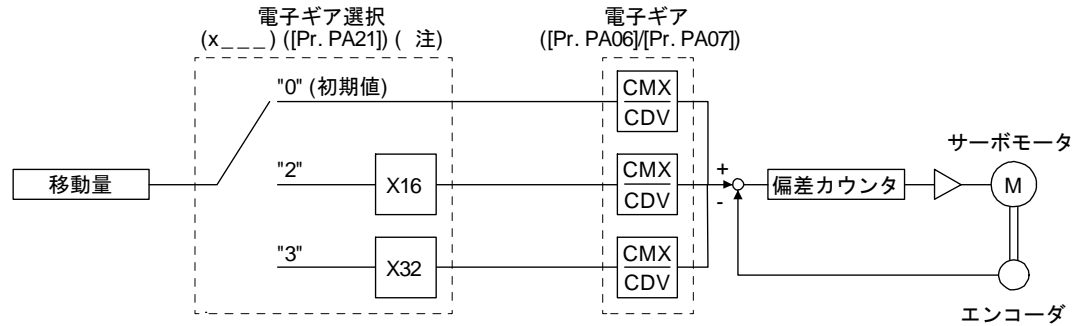 電子ギア選択
(x___) ([Pr. PA21]) ( 注)
電子ギア
([Pr. PA06]/[Pr. PA07])
"0" (初期値)
CMX
CDV
サーボモータ
移動量
"2"
X16
CMX
CDV
+
-
偏差カウンタ
M
"3"
X32
CMX
CDV
エンコーダ